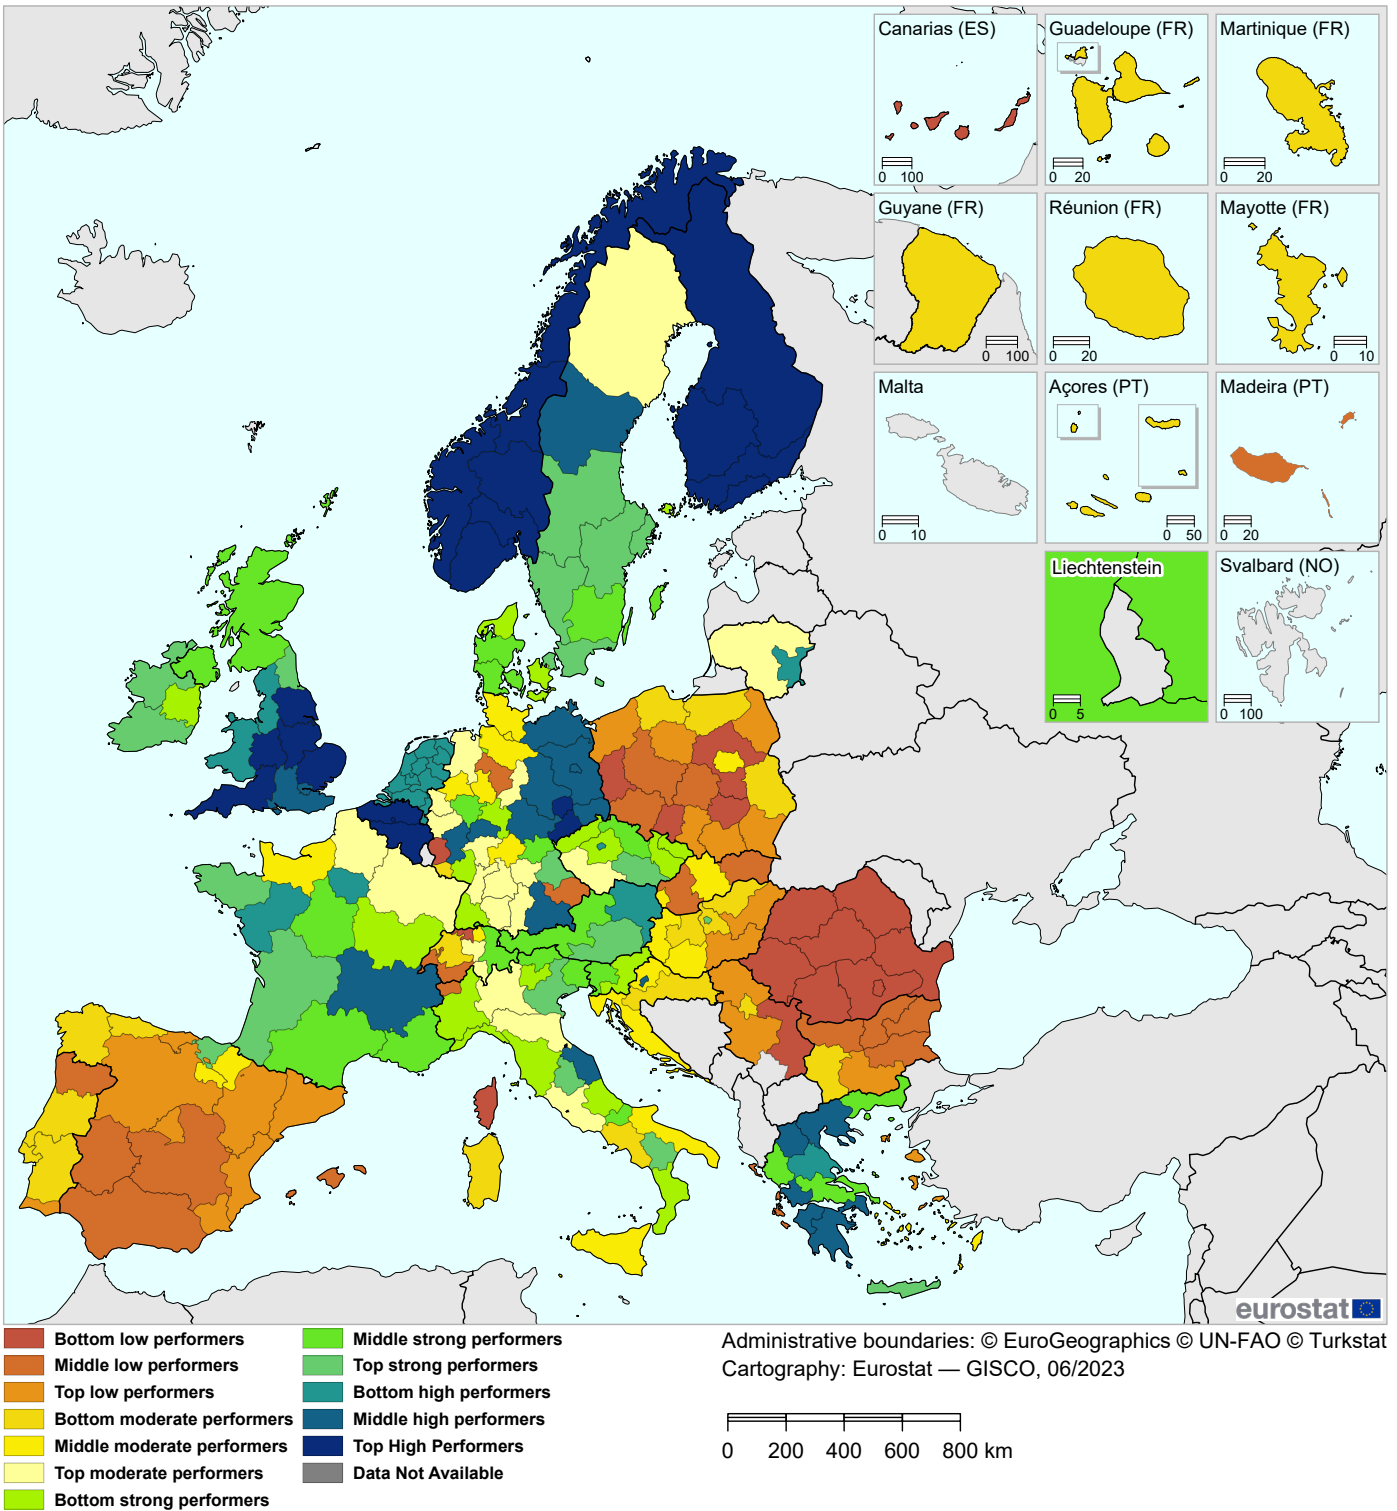 Canarias (ES)
0 100
Guadeloupe (FR)
0 20
Martinique (FR)
0 20
Guyane (FR)
0 100
Réunion (FR)
0 20
Mayotte (FR)
0 10
Malta
0 10
Açores (PT)
0 50
Madeira (PT)
0 20
Liechtenstein
0 5
Svalbard (NO)
0 100
eurostat
Bottom low performers
Middle low performers
Top low performers
Bottom moderate performers
Middle moderate performers
Top moderate performers
Bottom strong performers
Middle strong performers
Top strong performers
Bottom high performers
Middle high performers
Top High Performers
Data Not Available
Administrative boundaries: © EuroGeographics © UN-FAO © Turkstat
Cartography: Eurostat — GISCO, 06/2023
0 200 400 600 800 km